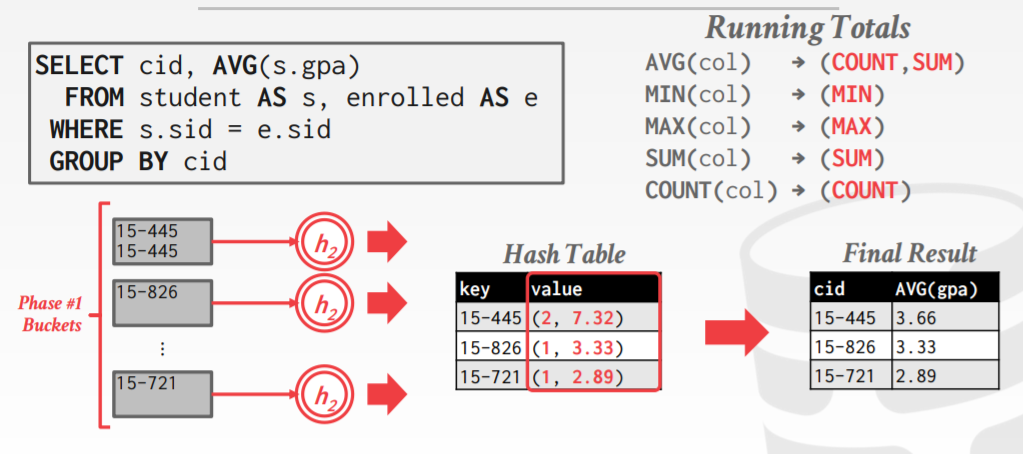 SELECT cid, AVG(s.gpa)
FROM student AS s, enrolled AS e
WHERE s.sid = e.sid
GROUP BY cid
Running Totals
AVG(col) → (COUNT,SUM)
MIN(col) → (MIN)
MAX(col) → (MAX)
SUM(col) → (SUM)
COUNT(col) → (COUNT)
Phase #1
Buckets
15-445
15-445
h2
15-826
h2
⋮
15-721
h2
Hash Table
key value
15-445 (2, 7.32)
15-826 (1, 3.33)
15-721 (1, 2.89)
Final Result
cid AVG(gpa)
15-445 3.66
15-826 3.33
15-721 2.89